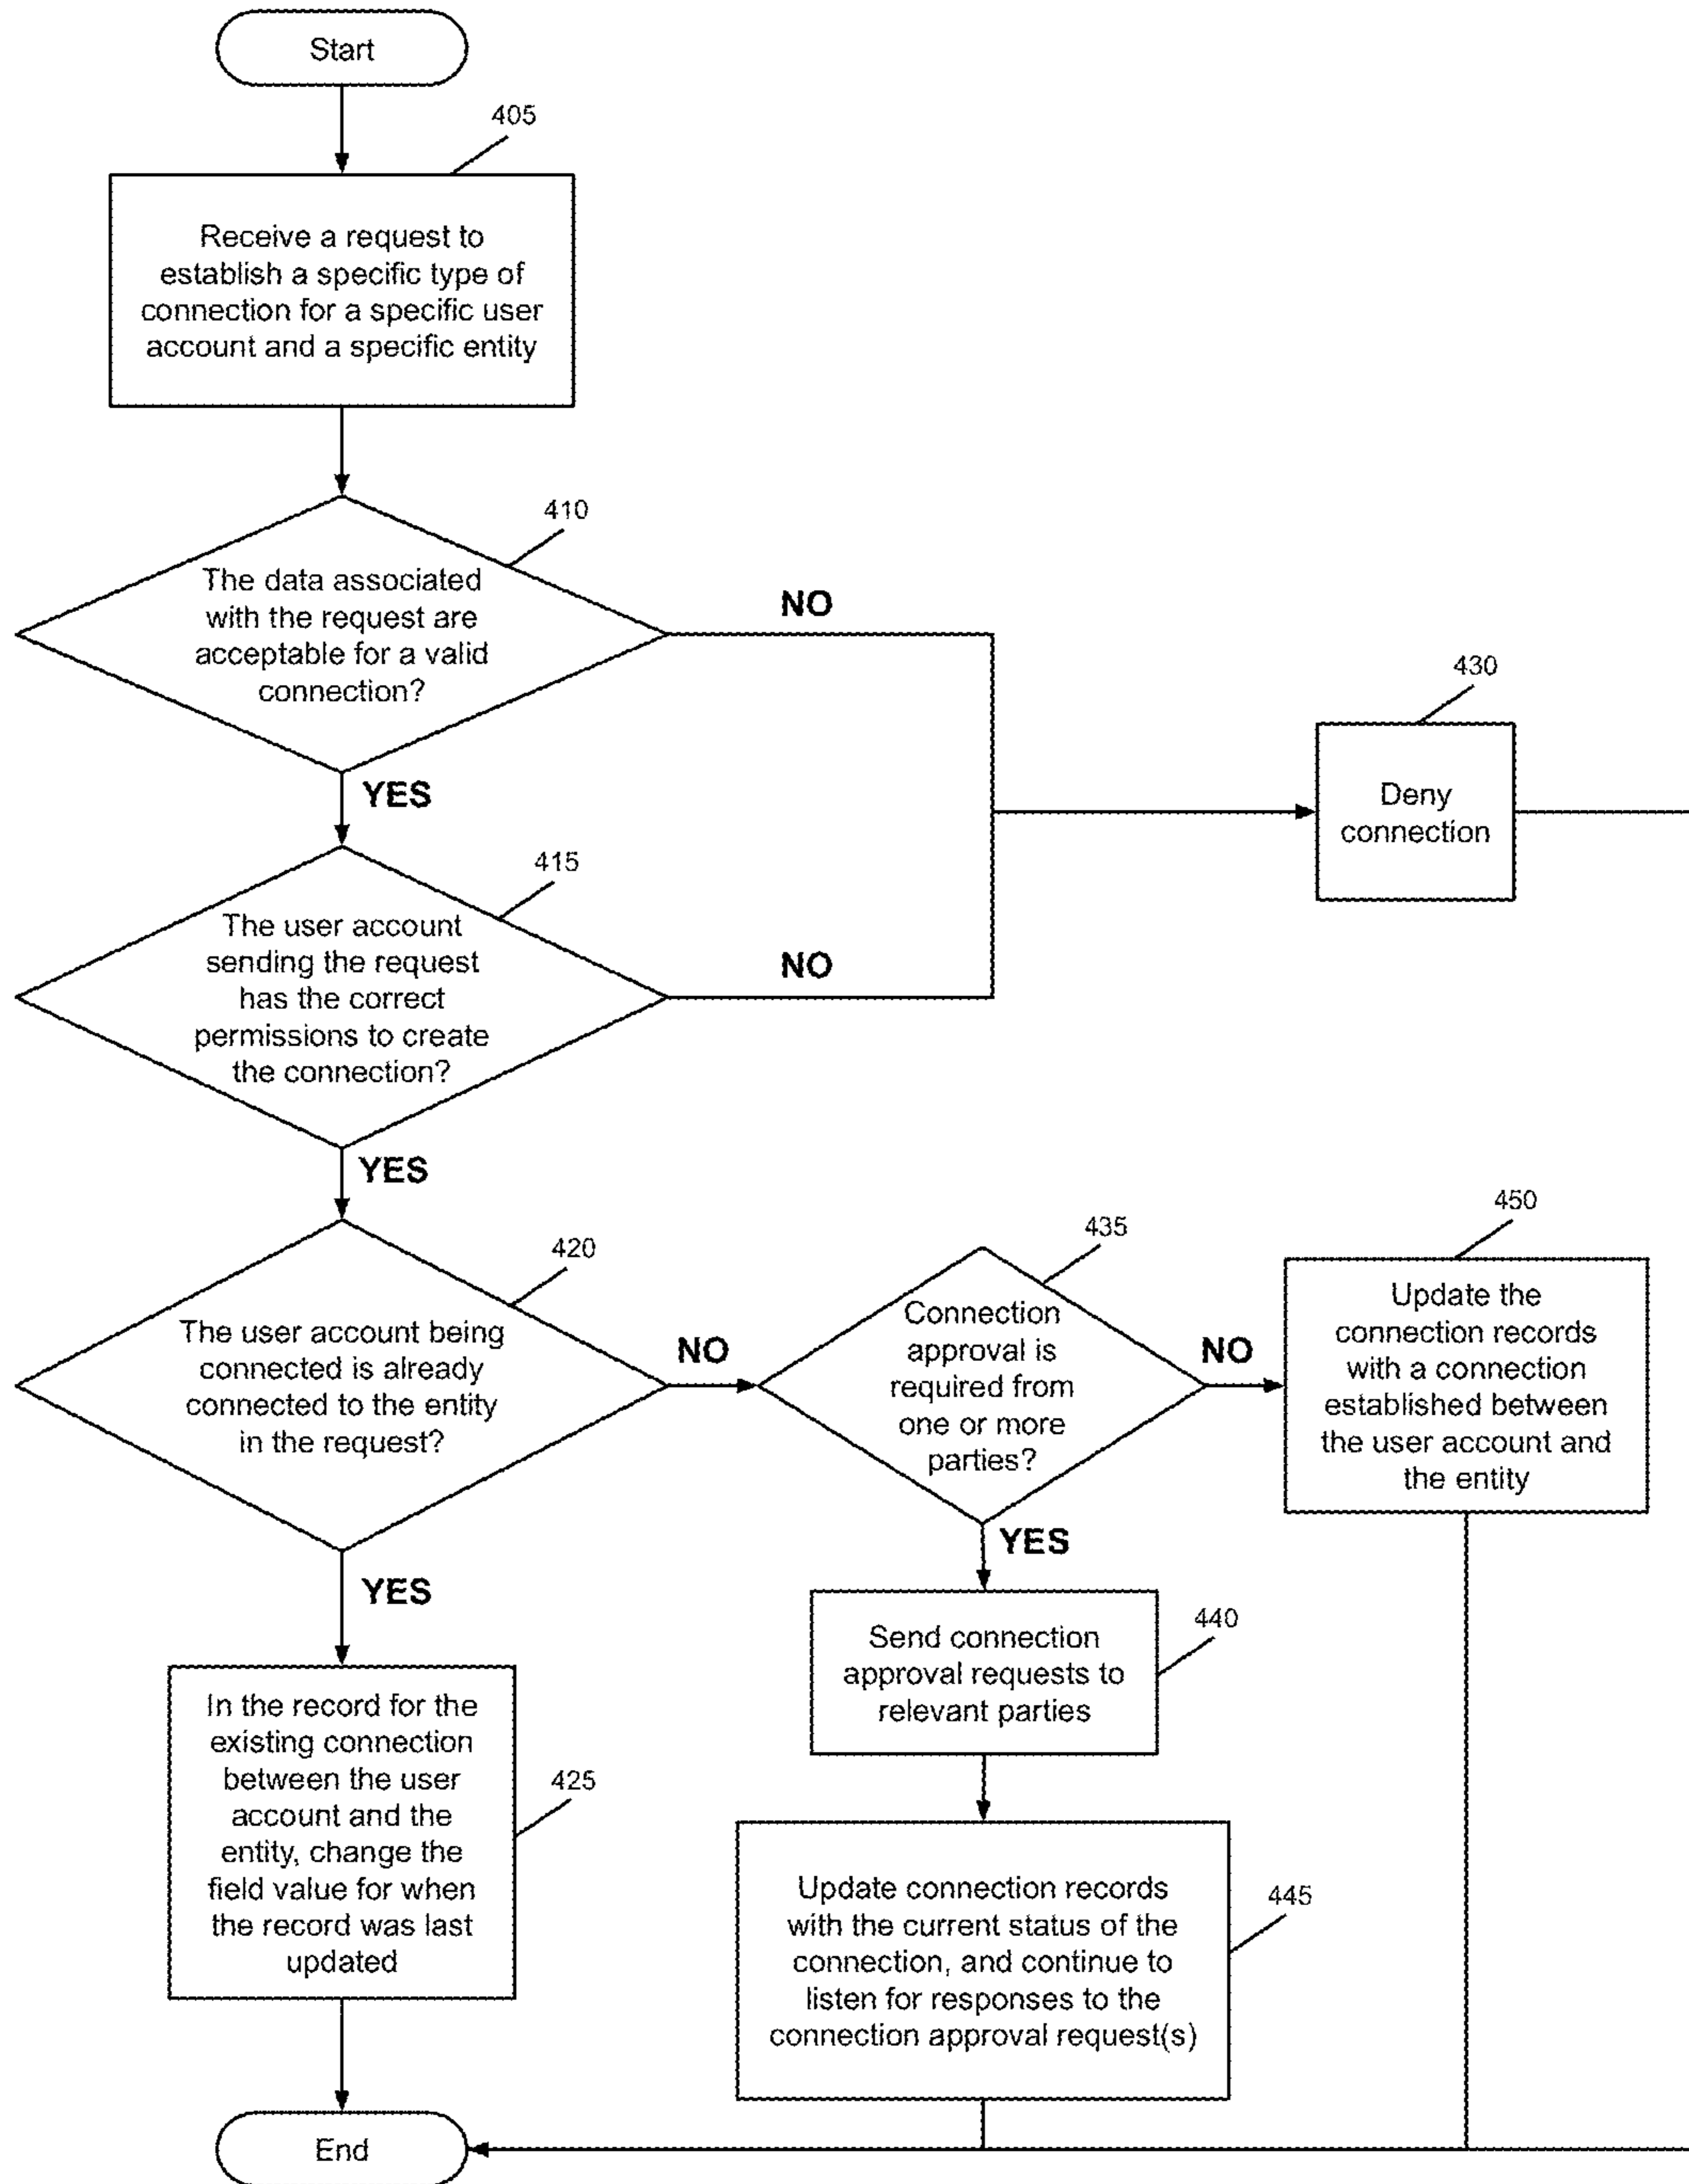 Start
405
Receive a request to
establish a specific type of
connection for a specific user
account and a specific entity
410
The data associated
with the request are
acceptable for a valid
connection?
NO
YES
430
Deny
connection
415
The user account
sending the request
has the correct
permissions to create
the connection?
NO
YES
420
The user account being
connected is already
connected to the entity
in the request?
NO
YES
435
Connection
approval is
required from
one or more
parties?
NO
YES
450
Update the
connection records
with a connection
established between
the user account and
the entity
440
Send connection
approval requests to
relevant parties
425
In the record for the
existing connection
between the user
account and the
entity, change the
field value for when
the record was last
updated
445
Update connection records
with the current status of the
connection, and continue to
listen for responses to the
connection approval request(s)
End